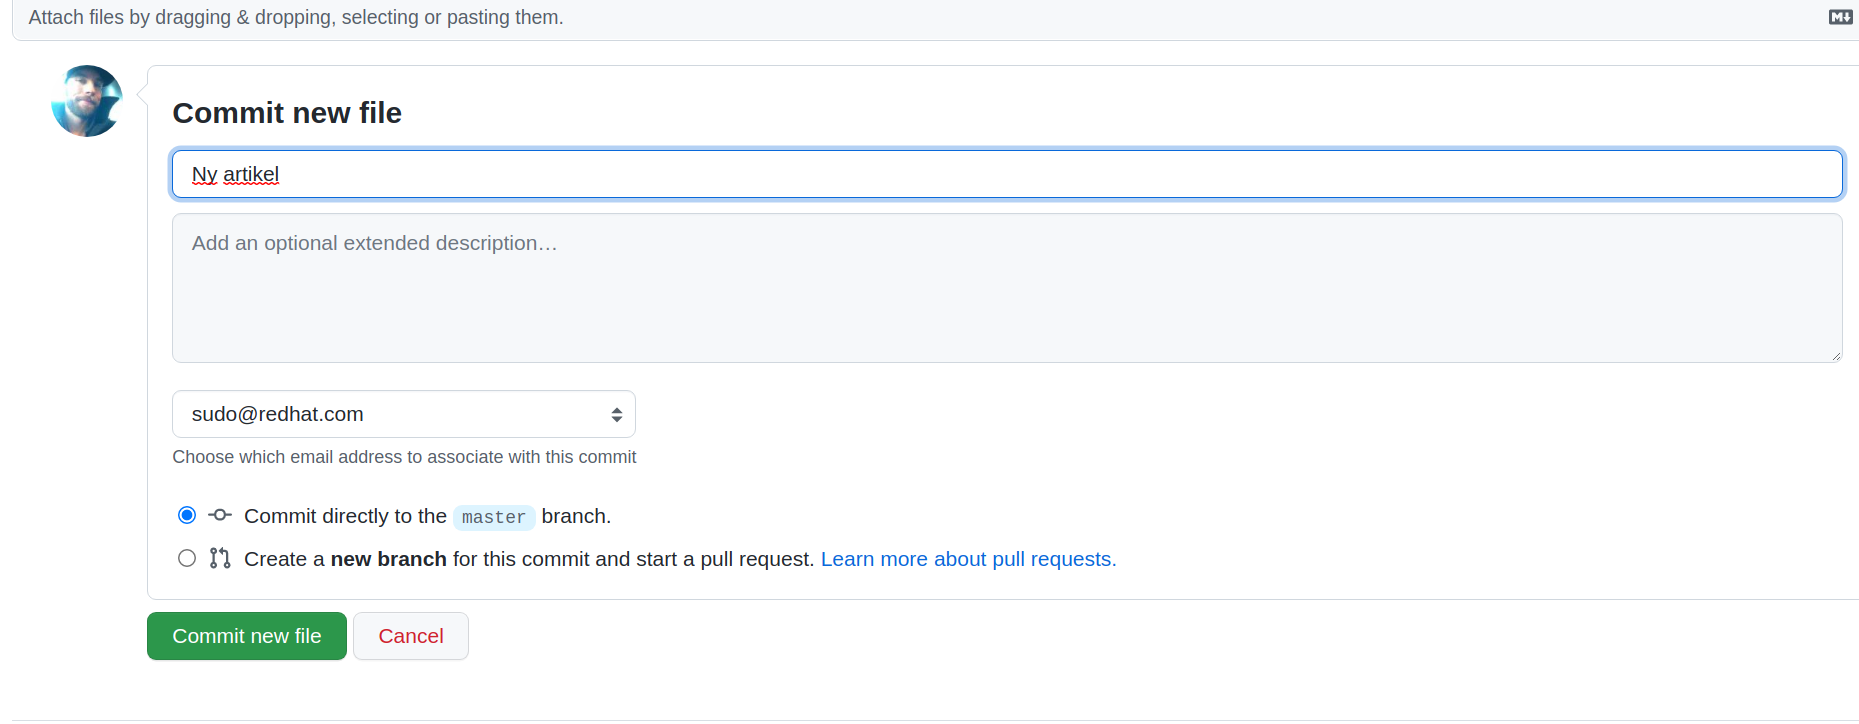 Attach files by dragging & dropping, selecting or pasting them.
Commit new file
Ny artikel
Add an optional extended description…
sudo@redhat.com
Choose which email address to associate with this commit
Commit directly to the master branch.
Create a new branch for this commit and start a pull request. Learn more about pull requests.
Commit new file Cancel